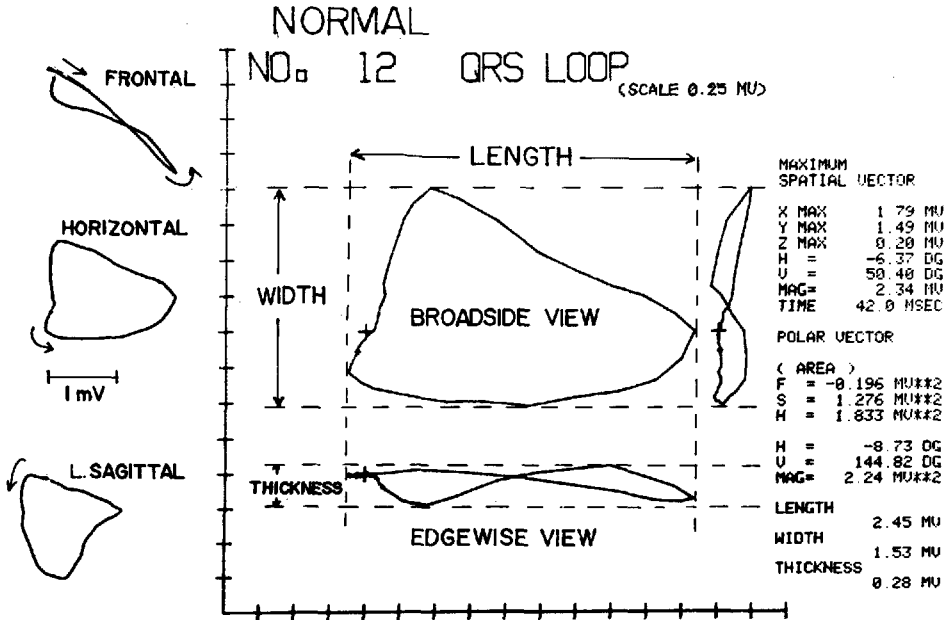 NORMAL
NO. 12 QRS LOOP
(SCALE 0.25 MV)
FRONTAL
HORIZONTAL
1 mV
L. SAGITTAL
LENGTH
WIDTH
BROADSIDE VIEW
THICKNESS
EDGEWISE VIEW
MAXIMUM
SPATIAL VECTOR
X MAX 1.79 MV
Y MAX 1.49 MV
Z MAX 0.20 MV
H = -6.37 DG
V = 50.40 DG
MAG= 2.34 MV
TIME 42.0 MSEC
POLAR VECTOR
( AREA )
F = -0.196 MV**2
S = 1.276 MV**2
H = 1.833 MV**2
H = -8.73 DG
V = 144.82 DG
MAG= 2.24 MV**2
LENGTH
2.45 MV
WIDTH
1.53 MV
THICKNESS
0.28 MV